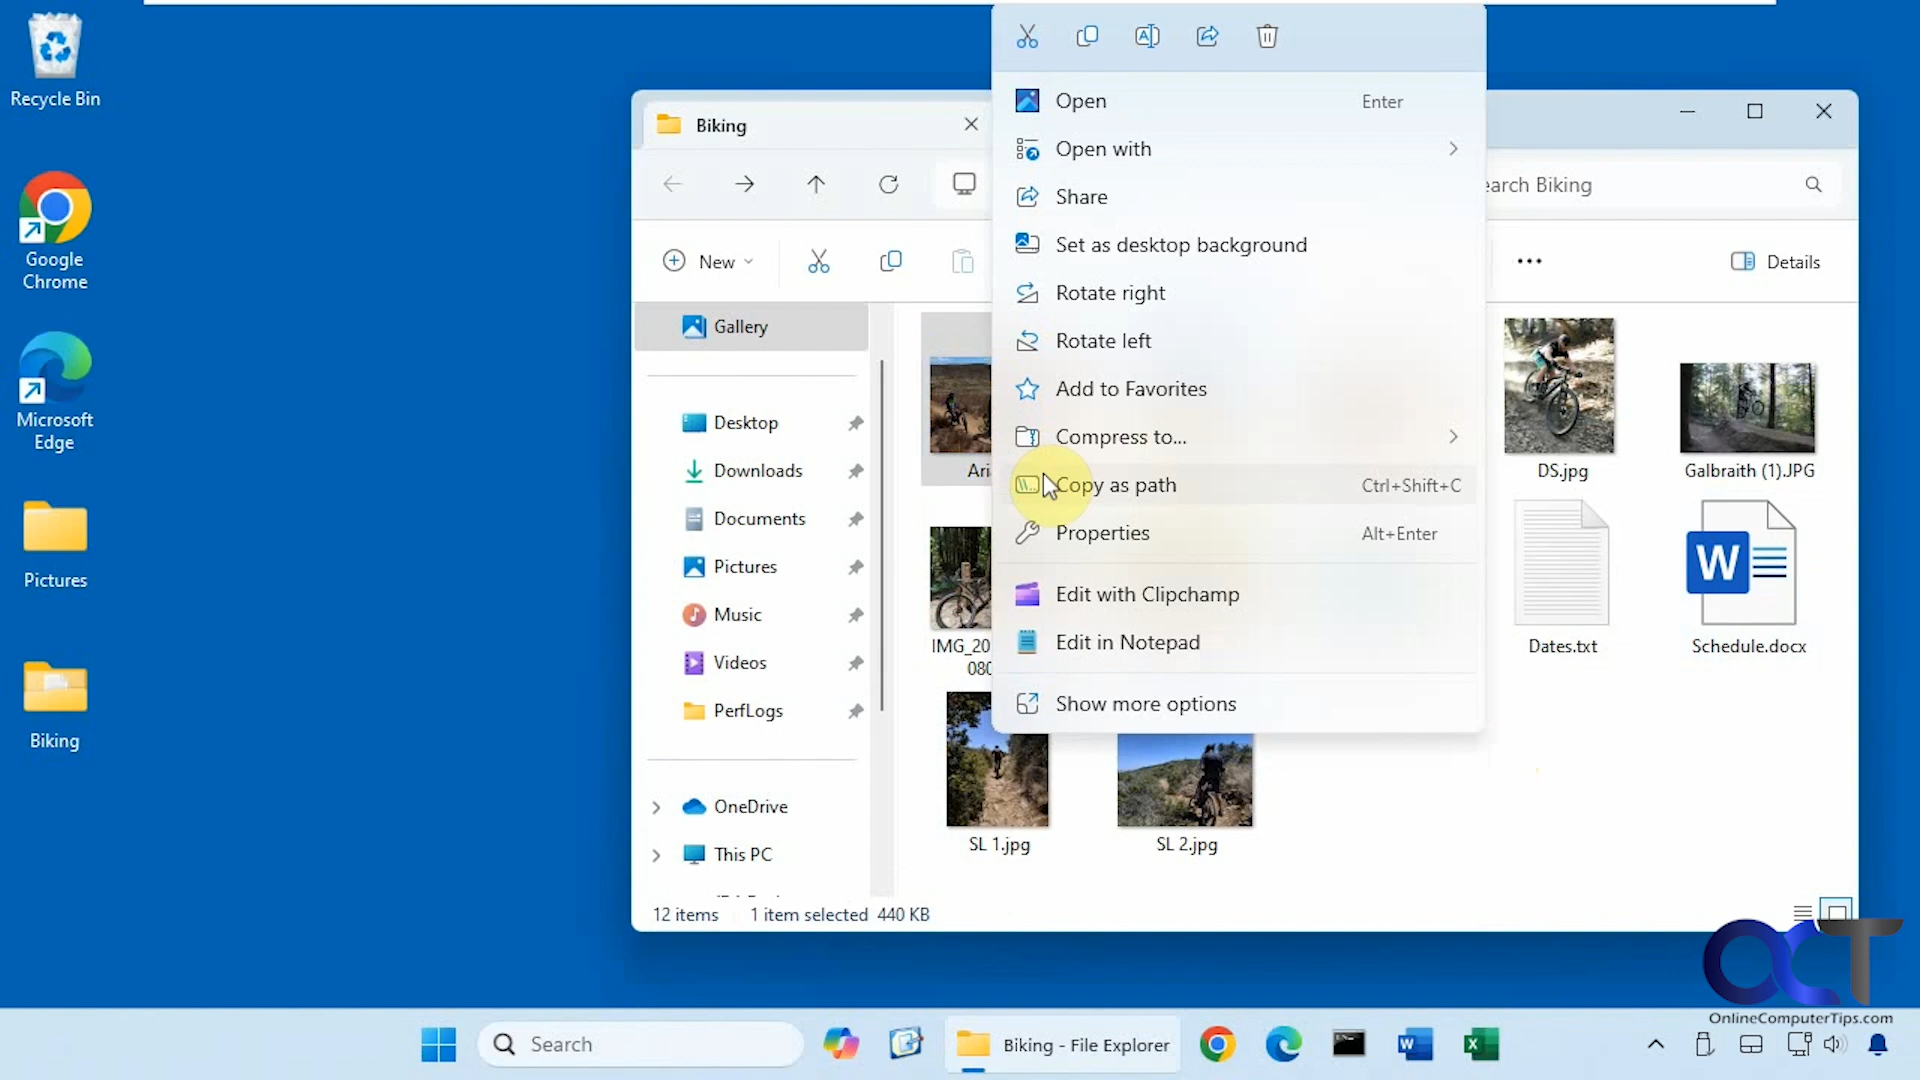 Recycle Bin
Google
Chrome
Microsoft
Edge
Pictures
Biking
Biking
earch Biking
New
Details
Gallery
Desktop
Downloads
Documents
Pictures
Music
Videos
PerfLogs
OneDrive
This PC
Open Enter
Open with
Share
Set as desktop background
Rotate right
Rotate left
Add to Favorites
Compress to...
Copy as path Ctrl+Shift+C
Properties Alt+Enter
Edit with Clipchamp
Edit in Notepad
Show more options
DS.jpg
Galbraith (1).JPG
IMG_20
080
Dates.txt
Schedule.docx
SL 1.jpg
SL 2.jpg
12 items 1 item selected 440 KB
OCT
OnlineComputerTips.com
Search
Biking - File Explorer